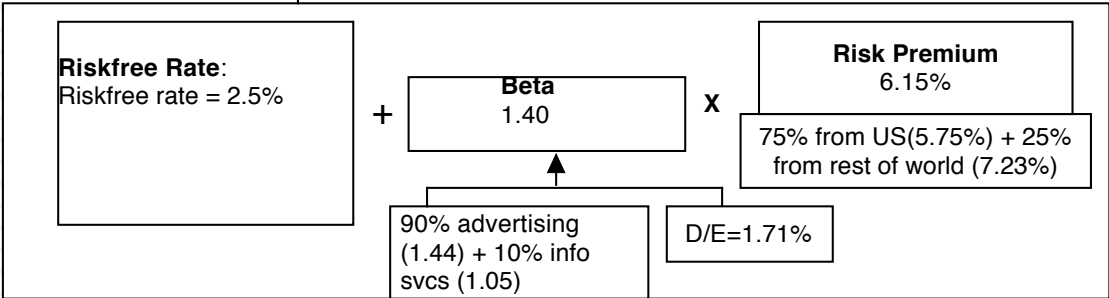 Riskfree Rate:
Riskfree rate = 2.5%
+
Beta
1.40
X
Risk Premium
6.15%
75% from US(5.75%) + 25%
from rest of world (7.23%)
90% advertising
(1.44) + 10% info
svcs (1.05)
D/E=1.71%